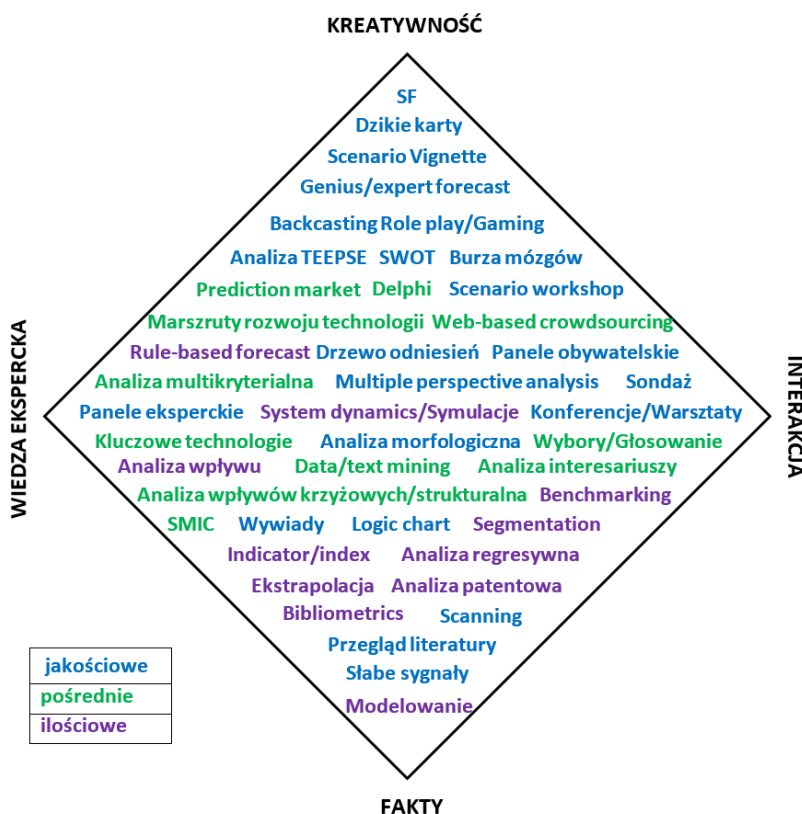 KREATYWNOŚĆ
SF
Dzikie karty
Scenario Vignette
Genius/expert forecast
Backcasting Role play/Gaming
Analiza TEEPSE SWOT Burza mózgów
Prediction market Delphi Scenario workshop
Marszruty rozwoju technologii Web-based crowdsourcing
Rule-based forecast Drzewo odniesień Panele obywatelskie
Analiza multikryterialna Multiple perspective analysis Sondaż
Panele eksperckie System dynamics/Symulacje Konferencje/Warsztaty
Kluczowe technologie Analiza morfologiczna Wybory/Głosowanie
Analiza wpływu Data/text mining Analiza interesariuszy
Analiza wpływów krzyżowych/strukturalna Benchmarking
SMIC Wywiady Logic chart Segmentation
Indicator/index Analiza regresywna
Ekstrapolacja Analiza patentowa
Bibliometrics Scanning
Przegląd literatury
Słabe sygnały
Modelowanie
WIEDZA EKSPERCKA
INTERAKCJA
jakościowe
pośrednie
ilościowe
FAKTY